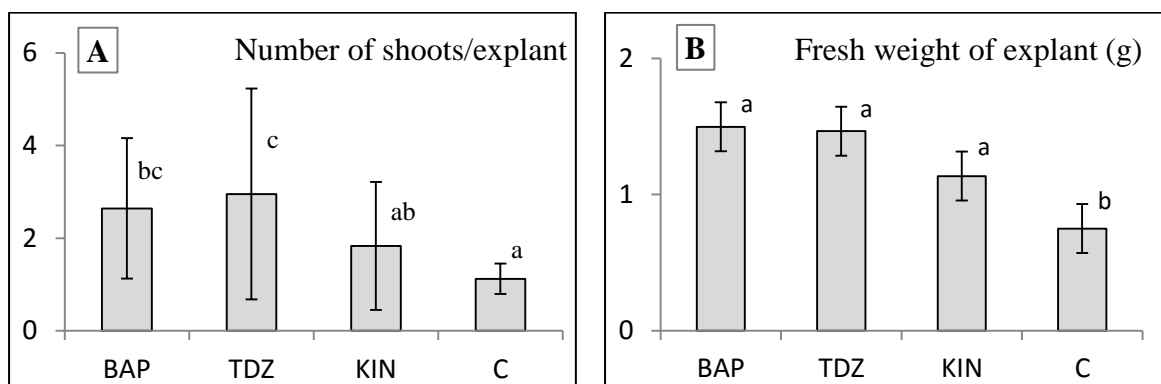 A
Number of shoots/explant
6
4
2
0
bc
c
ab
a
BAP TDZ KIN C
B
Fresh weight of explant (g)
2
1
0
a
a
a
b
BAP TDZ KIN C